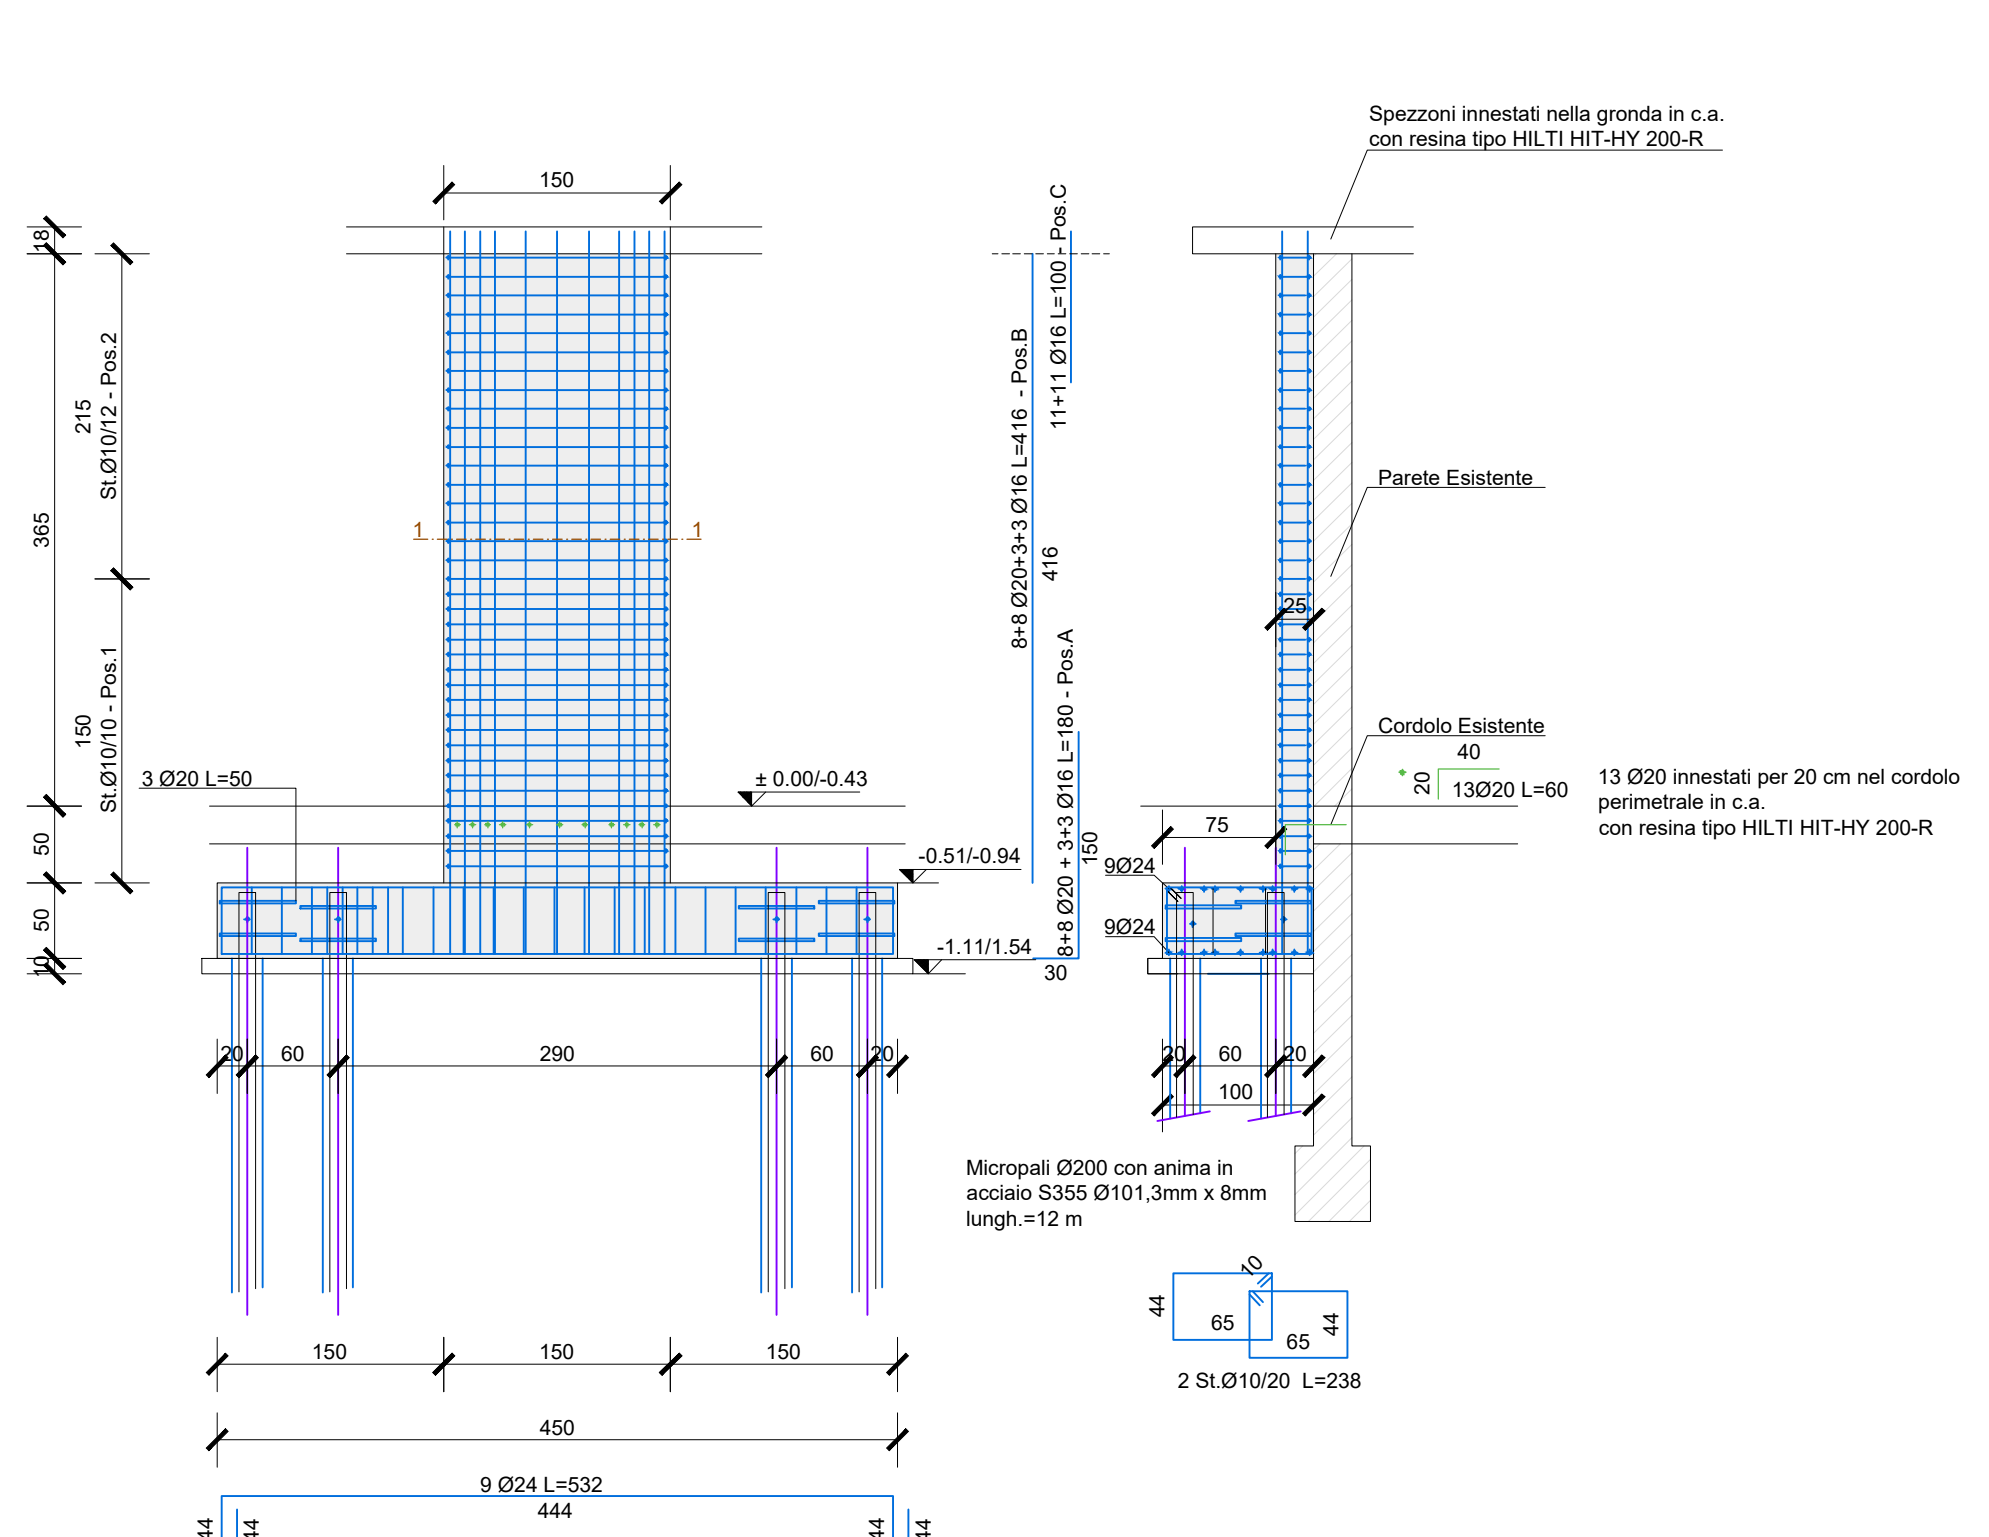 Spezzoni innestati nella gronda in c.a.
con resina tipo HILTI HIT-HY 200-R
150
18
365
50
50
10
215
St.Ø10/12 - Pos.2
150
St.Ø10/10 - Pos.1
1
1
3 Ø20 L=50
± 0.00/-0.43
-0.51/-0.94
-1.11/1.54
8+8 Ø20+3+3 Ø16 L=416 - Pos.B
416
11+11 Ø16 L=100 - Pos.C
8+8 Ø20 + 3+3 Ø16 L=180 - Pos.A
150
30
Parete Esistente
25
Cordolo Esistente
40
20
13Ø20 L=60
13 Ø20 innestati per 20 cm nel cordolo
perimetrale in c.a.
con resina tipo HILTI HIT-HY 200-R
75
9Ø24
9Ø24
20
60
290
60
20
20
60
20
100
Micropali Ø200 con anima in
acciaio S355 Ø101,3mm x 8mm
lungh.=12 m
10
44
65
65
44
2 St.Ø10/20 L=238
150
150
150
450
9 Ø24 L=532
444
44
44
44
44